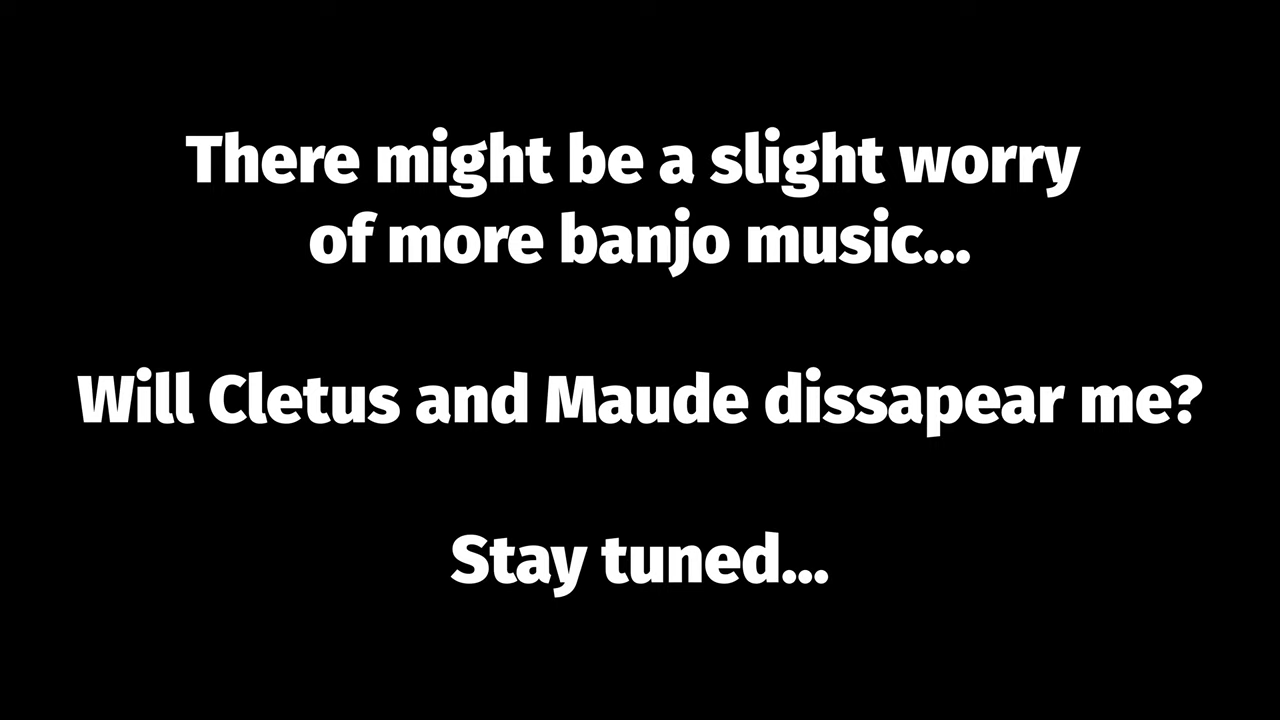 There might be a slight worry
of more banjo music...
Will Cletus and Maude dissapear me?
Stay tuned...